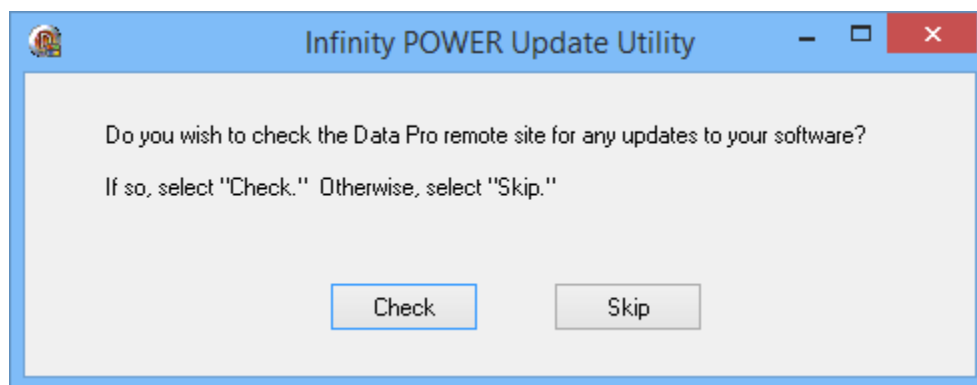 Infinity POWER Update Utility
Do you wish to check the Data Pro remote site for any updates to your software?
If so, select "Check." Otherwise, select "Skip."
Check
Skip